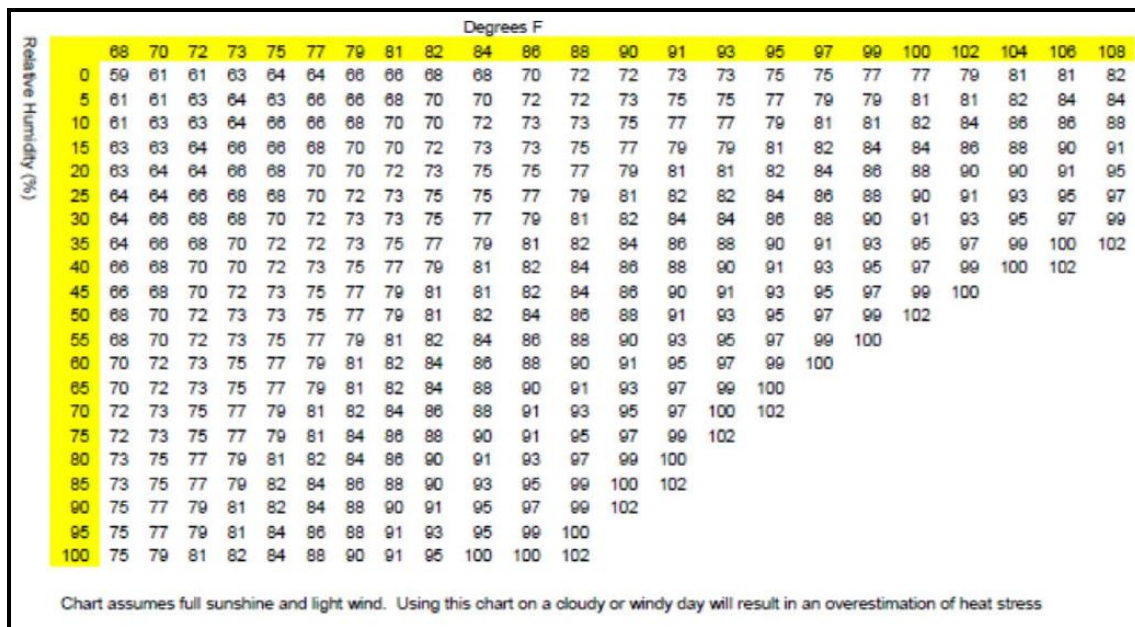 Degrees F
Relative Humidity (%)
68 70 72 73 75 77 79 81 82 84 86 88 90 91 93 95 97 99 100 102 104 106 108
0 59 61 61 63 64 64 66 66 68 68 70 72 72 73 73 75 75 77 77 79 81 81 82
5 61 61 63 64 63 66 66 68 70 70 72 72 73 75 75 77 79 79 81 81 82 84 84
10 61 63 63 64 66 66 68 70 70 72 73 73 75 77 77 79 81 81 82 84 86 86 88
15 63 63 64 66 66 68 70 70 72 73 73 75 77 79 79 81 82 84 84 86 88 90 91
20 63 64 64 66 68 70 70 72 73 75 75 77 79 81 81 82 84 86 88 90 90 91 95
25 64 64 66 68 68 70 72 73 75 75 77 79 81 82 82 84 86 88 90 91 93 95 97
30 64 66 68 68 70 72 73 73 75 77 79 81 82 84 84 86 88 90 91 93 95 97 99
35 64 66 68 70 72 72 73 75 77 79 81 82 84 86 88 90 91 93 95 97 99 100 102
40 66 68 70 70 72 73 75 77 79 81 82 84 86 88 90 91 93 95 97 99 100 102
45 66 68 70 72 73 75 77 79 81 81 82 84 86 90 91 93 95 97 99 100
50 68 70 72 73 73 75 77 79 81 82 84 86 88 91 93 95 97 99 102
55 68 70 72 73 75 77 79 81 82 84 86 88 90 93 95 97 99 100
60 70 72 73 75 77 79 81 82 84 86 88 90 91 95 97 99 100
65 70 72 73 75 77 79 81 82 84 88 90 91 93 97 99 100
70 72 73 75 77 79 81 82 84 86 88 91 93 95 97 100 102
75 72 73 75 77 79 81 84 86 88 90 91 95 97 99 102
80 73 75 77 79 81 82 84 86 90 91 93 97 99 100
85 73 75 77 79 82 84 86 88 90 93 95 99 100 102
90 75 77 79 81 82 84 88 90 91 95 97 99 102
95 75 77 79 81 84 86 88 91 93 95 99 100
100 75 79 81 82 84 88 90 91 95 100 100 102
Chart assumes full sunshine and light wind. Using this chart on a cloudy or windy day will result in an overestimation of heat stress